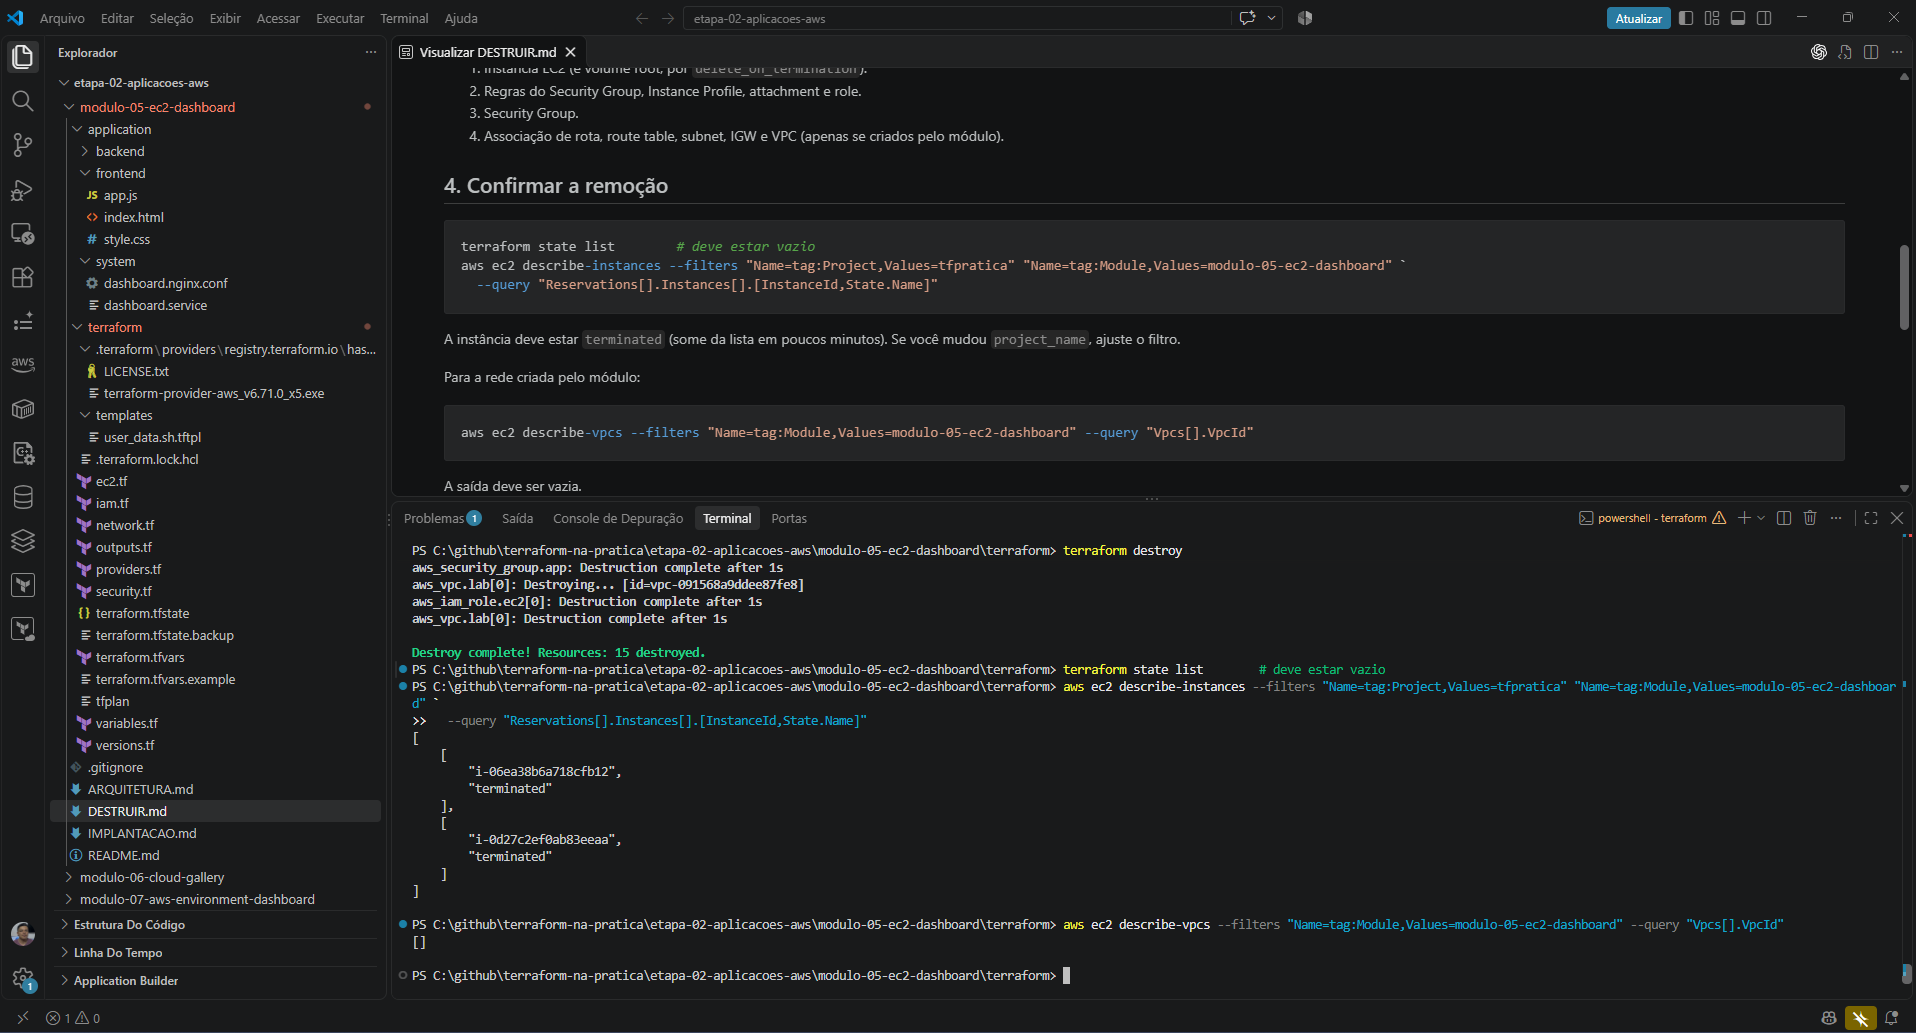 Arquivo Editar Seleção Exibir Acessar Executar Terminal Ajuda
etapa-02-aplicacoes-aws
Atualizar
Explorador
etapa-02-aplicacoes-aws
modulo-05-ec2-dashboard
application
backend
frontend
JS app.js
<> index.html
# style.css
system
dashboard.nginx.conf
dashboard.service
terraform
.terraform\providers\registry.terraform.io\has...
LICENSE.txt
terraform-provider-aws_v6.71.0_x5.exe
templates
user_data.sh.tftpl
.terraform.lock.hcl
ec2.tf
iam.tf
network.tf
outputs.tf
providers.tf
security.tf
{} terraform.tfstate
terraform.tfstate.backup
terraform.tfvars
terraform.tfvars.example
tfplan
variables.tf
versions.tf
.gitignore
ARQUITETURA.md
DESTRUIR.md
IMPLANTACAO.md
README.md
modulo-06-cloud-gallery
modulo-07-aws-environment-dashboard
Estrutura Do Código
Linha Do Tempo
Application Builder
aws
1
Visualizar DESTRUIR.md
1. Instância EC2 (e volume root, por delete_on_termination).
2. Regras do Security Group, Instance Profile, attachment e role.
3. Security Group.
4. Associação de rota, route table, subnet, IGW e VPC (apenas se criados pelo módulo).
4. Confirmar a remoção
terraform state list # deve estar vazio
aws ec2 describe-instances --filters "Name=tag:Project,Values=tfpratica" "Name=tag:Module,Values=modulo-05-ec2-dashboard" `
--query "Reservations[].Instances[].[InstanceId,State.Name]"
A instância deve estar terminated (some da lista em poucos minutos). Se você mudou project_name, ajuste o filtro.
Para a rede criada pelo módulo:
aws ec2 describe-vpcs --filters "Name=tag:Module,Values=modulo-05-ec2-dashboard" --query "Vpcs[].VpcId"
A saída deve ser vazia.
Problemas 1 Saída Console de Depuração Terminal Portas
powershell - terraform
PS C:\github\terraform-na-pratica\etapa-02-aplicacoes-aws\modulo-05-ec2-dashboard\terraform> terraform destroy
aws_security_group.app: Destruction complete after 1s
aws_vpc.lab[0]: Destroying... [id=vpc-091568a9ddee87fe8]
aws_iam_role.ec2[0]: Destruction complete after 1s
aws_vpc.lab[0]: Destruction complete after 1s
Destroy complete! Resources: 15 destroyed.
PS C:\github\terraform-na-pratica\etapa-02-aplicacoes-aws\modulo-05-ec2-dashboard\terraform> terraform state list # deve estar vazio
PS C:\github\terraform-na-pratica\etapa-02-aplicacoes-aws\modulo-05-ec2-dashboard\terraform> aws ec2 describe-instances --filters "Name=tag:Project,Values=tfpratica" "Name=tag:Module,Values=modulo-05-ec2-dashboar
d" `
>> --query "Reservations[].Instances[].[InstanceId,State.Name]"
[
[
"i-06ea38b6a718cfb12",
"terminated"
],
[
"i-0d27c2ef0ab83eeaa",
"terminated"
]
]
PS C:\github\terraform-na-pratica\etapa-02-aplicacoes-aws\modulo-05-ec2-dashboard\terraform> aws ec2 describe-vpcs --filters "Name=tag:Module,Values=modulo-05-ec2-dashboard" --query "Vpcs[].VpcId"
[]
PS C:\github\terraform-na-pratica\etapa-02-aplicacoes-aws\modulo-05-ec2-dashboard\terraform>
1 0